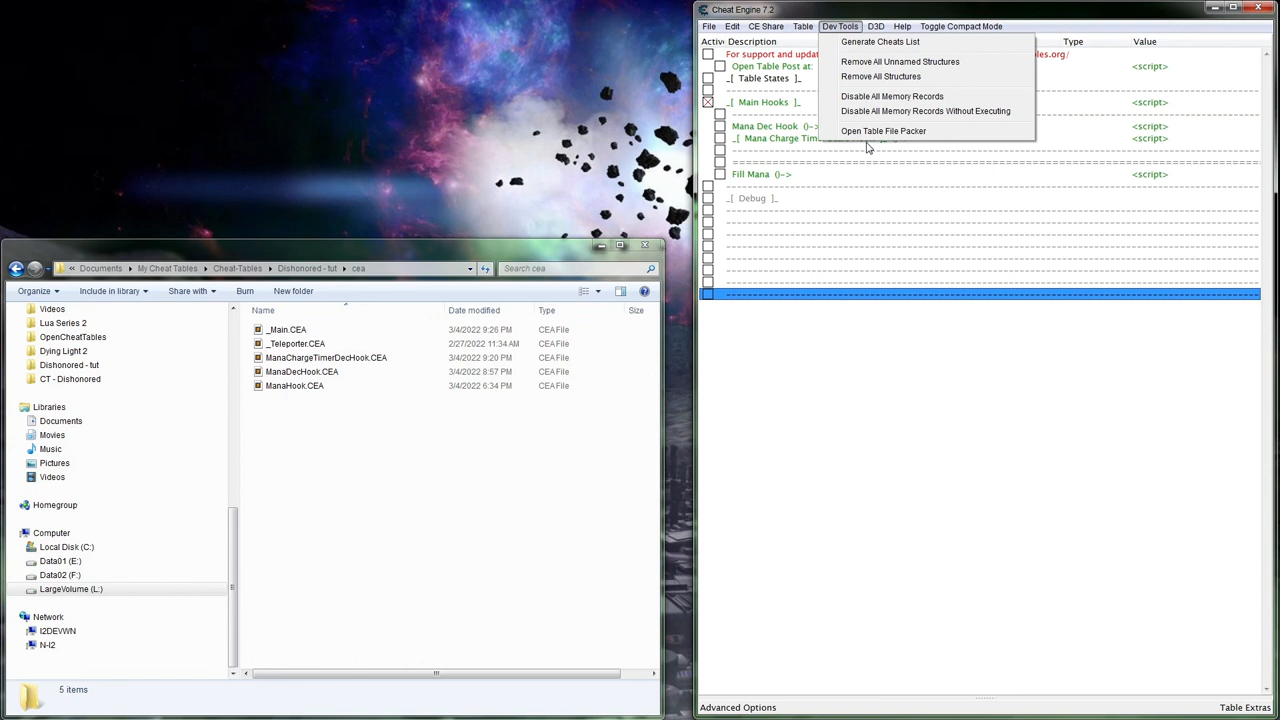 Cheat Engine 7.2
File Edit CE Share Table Dev Tools D3D Help Toggle Compact Mode
Description Type Value
Generate Cheats List
Remove All Unnamed Structures
Remove All Structures
Disable All Memory Records
Disable All Memory Records Without Executing
Open Table File Packer
Open Table Post at: <script>
_[ Table States ]_
_[ Main Hooks ]_ <script>
Mana Dec Hook ()-> <script>
<script>
Fill Mana ()-> <script>
_[ Debug ]_
Advanced Options Table Extras
« Documents Cheat-Tables My Cheat Tables Dishonored - tut cea Search cea
Organize Include in library Share with Burn New folder
Name Date modified Type Size
_Main.CEA 3/4/2022 9:26 PM CEA File
_Teleporter.CEA 2/27/2022 11:34 AM CEA File
ManaChargeTimerDecHook.CEA 3/4/2022 9:20 PM CEA File
ManaDecHook.CEA 3/4/2022 8:57 PM CEA File
ManaHook.CEA 3/4/2022 6:34 PM CEA File
Videos
Lua Series 2
OpenCheatTables
Dying Light 2
Dishonored - tut
CT - Dishonored
Libraries
Documents
Movies
Music
Pictures
Videos
Homegroup
Computer
Local Disk (C:)
Data01 (E:)
Data02 (F:)
LargeVolume (L:)
Network
I2DEVWN
N-I2
5 items